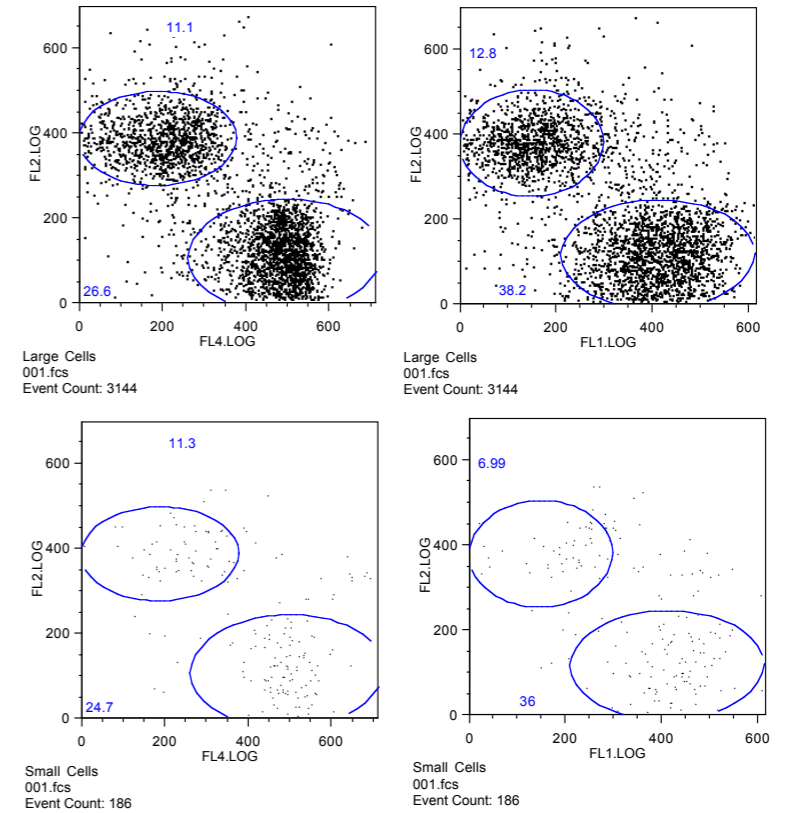 11.1
600
400
200
0
FL2.LOG
26.6
0 200 400 600
FL4.LOG
Large Cells
001.fcs
Event Count: 3144
12.8
600
400
200
0
FL2.LOG
38.2
0 200 400 600
FL1.LOG
Large Cells
001.fcs
Event Count: 3144
11.3
600
400
200
0
FL2.LOG
24.7
0 200 400 600
FL4.LOG
Small Cells
001.fcs
Event Count: 186
6.99
600
400
200
0
FL2.LOG
36
0 200 400 600
FL1.LOG
Small Cells
001.fcs
Event Count: 186